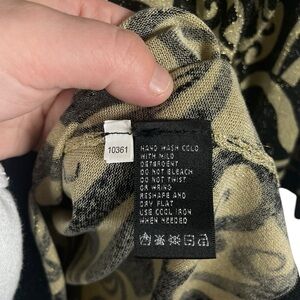 10361
HAND WASH COLD
WITH MILD
DETERGENT
DO NOT BLEACH
DO NOT TWIST
OR WRING
RESHAPE AND
DRY FLAT
USE COOL IRON
WHEN NEEDED